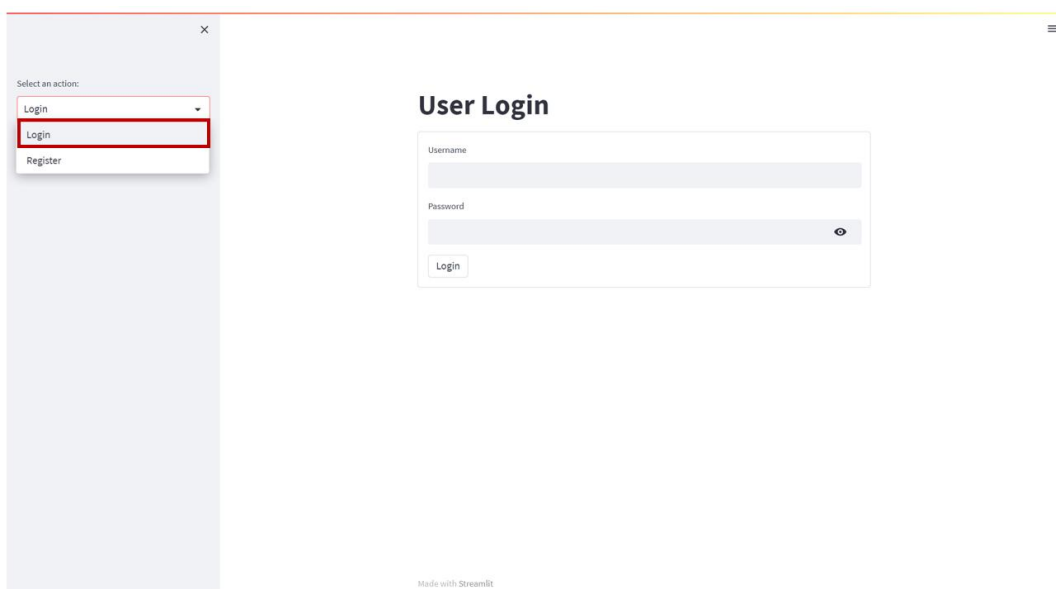 Select an action:
Login
Login
Register
User Login
Username
Password
Login
Made with Streamlit